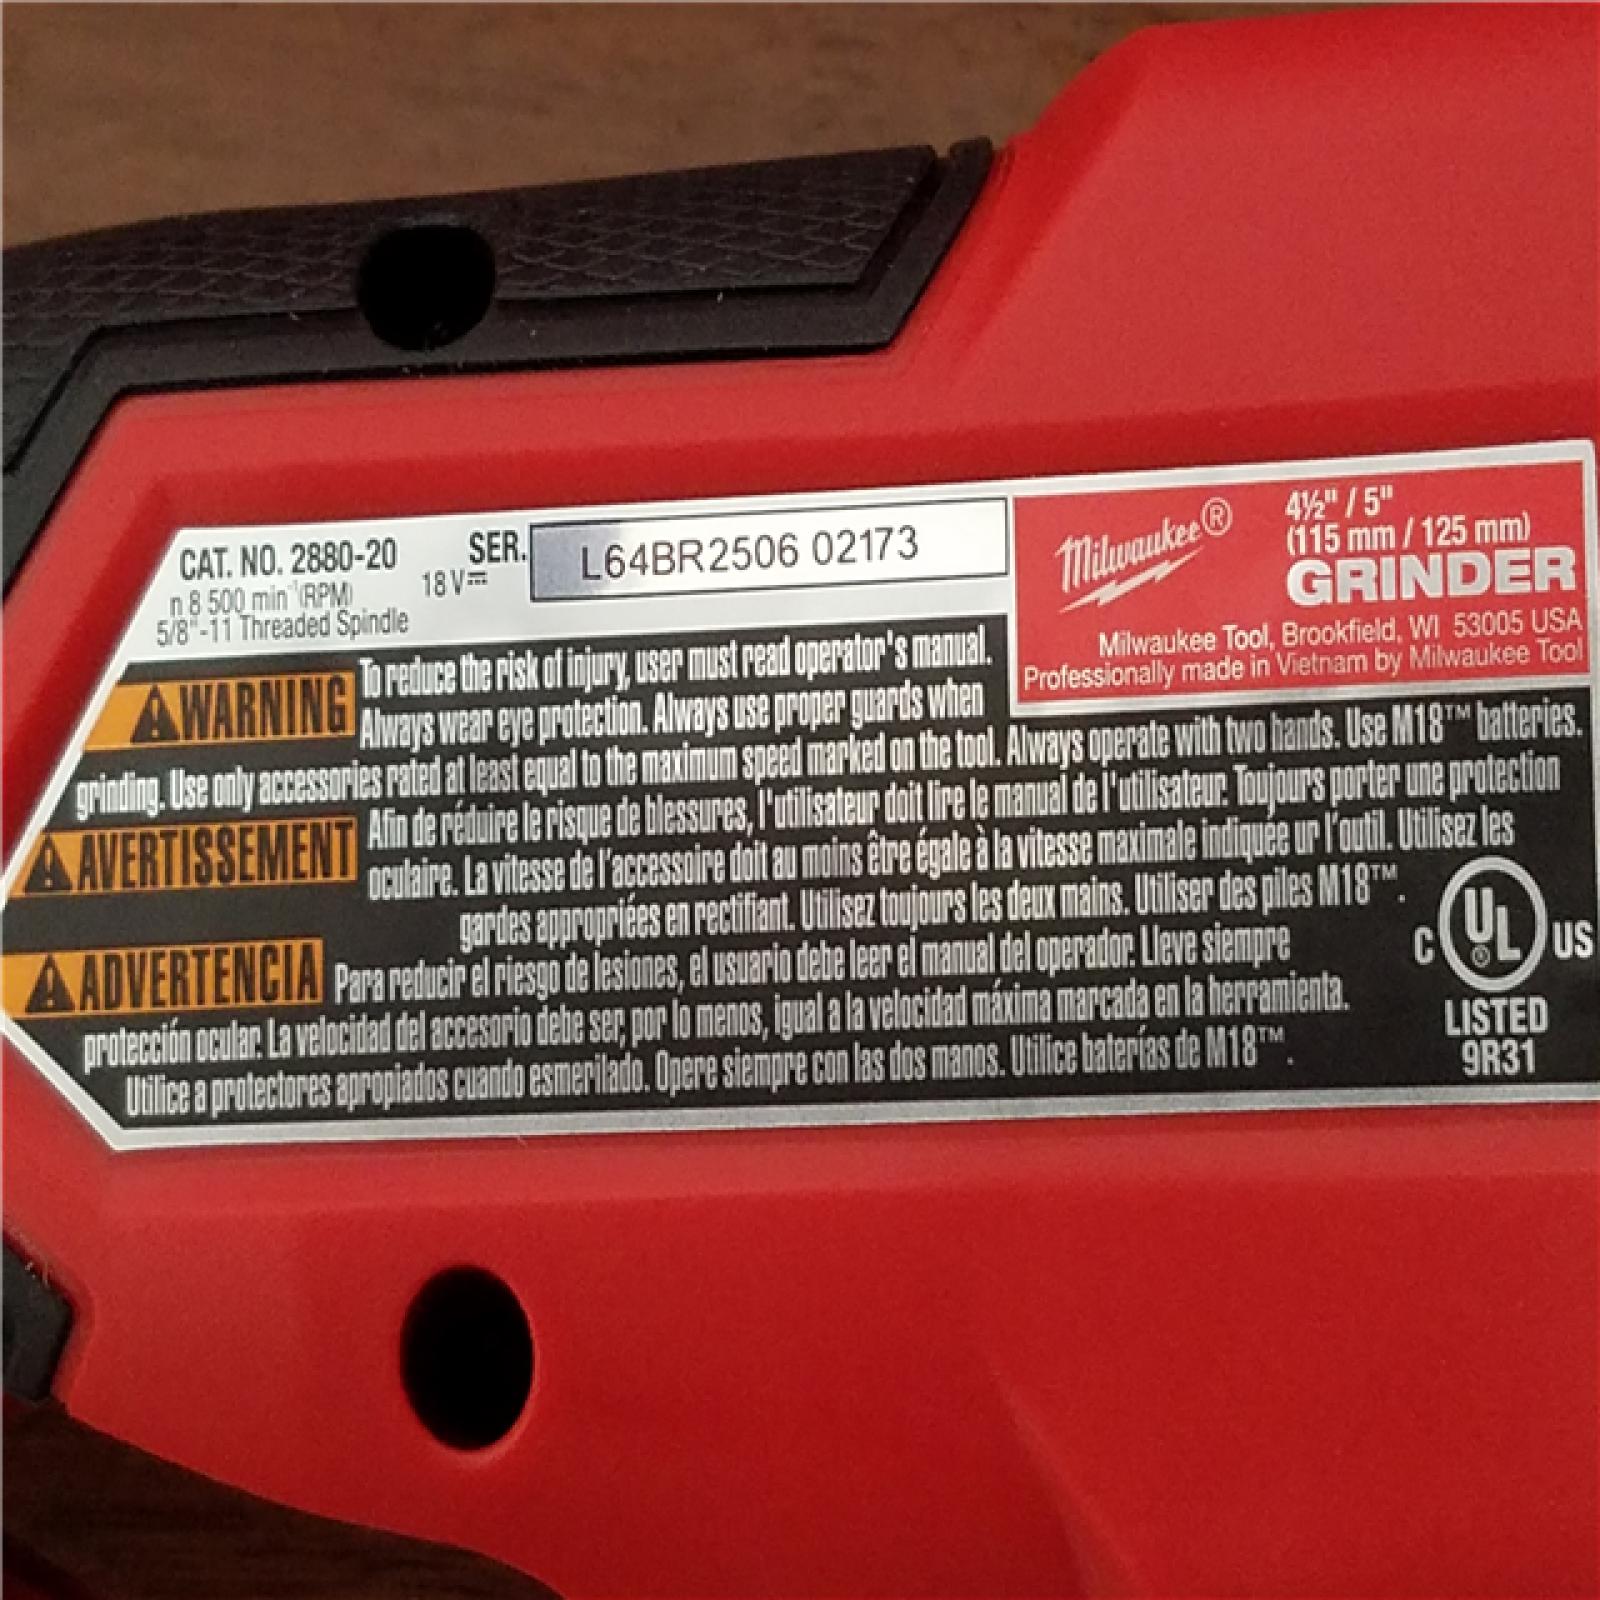 CAT. NO. 2880-20
n 8 500 min⁻¹(RPM)
5/8"-11 Threaded Spindle
18 V⎓
SER. L64BR2506 02173
Milwaukee®
4½" / 5"
(115 mm / 125 mm)
GRINDER
Milwaukee Tool, Brookfield, WI 53005 USA
Professionally made in Vietnam by Milwaukee Tool
WARNING To reduce the risk of injury, user must read operator's manual.
Always wear eye protection. Always use proper guards when
grinding. Use only accessories rated at least equal to the maximum speed marked on the tool. Always operate with two hands. Use M18™ batteries.
AVERTISSEMENT Afin de réduire le risque de blessures, l'utilisateur doit lire le manual de l'utilisateur. Toujours porter une protection
oculaire. La vitesse de l'accessoire doit au moins être égale à la vitesse maximale indiquée ur l'outil. Utilisez les
gardes appropriées en rectifiant. Utilisez toujours les deux mains. Utiliser des piles M18™.
ADVERTENCIA Para reducir el riesgo de lesiones, el usuario debe leer el manual del operador. Lleve siempre
protección ocular. La velocidad del accesorio debe ser, por lo menos, igual a la velocidad máxima marcada en la herramienta.
Utilice a protectores apropiados cuando esmerilado. Opere siempre con las dos manos. Utilice baterías de M18™.
C UL® US
LISTED
9R31